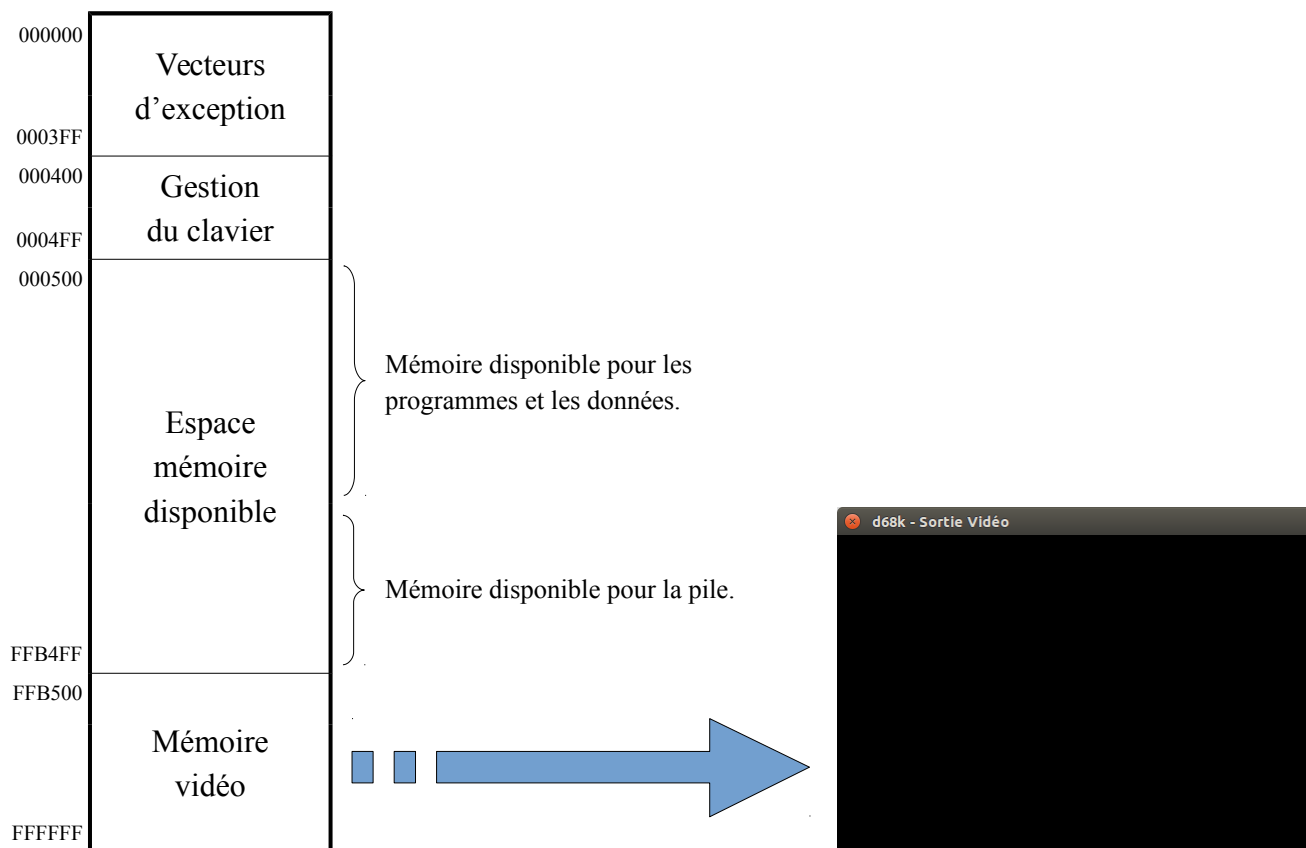 000000
Vecteurs
d’exception
0003FF
000400
Gestion
du clavier
0004FF
000500
Mémoire disponible pour les
programmes et les données.
Espace
mémoire
disponible
d68k - Sortie Vidéo
Mémoire disponible pour la pile.
FFB4FF
FFB500
Mémoire
vidéo
FFFFFF